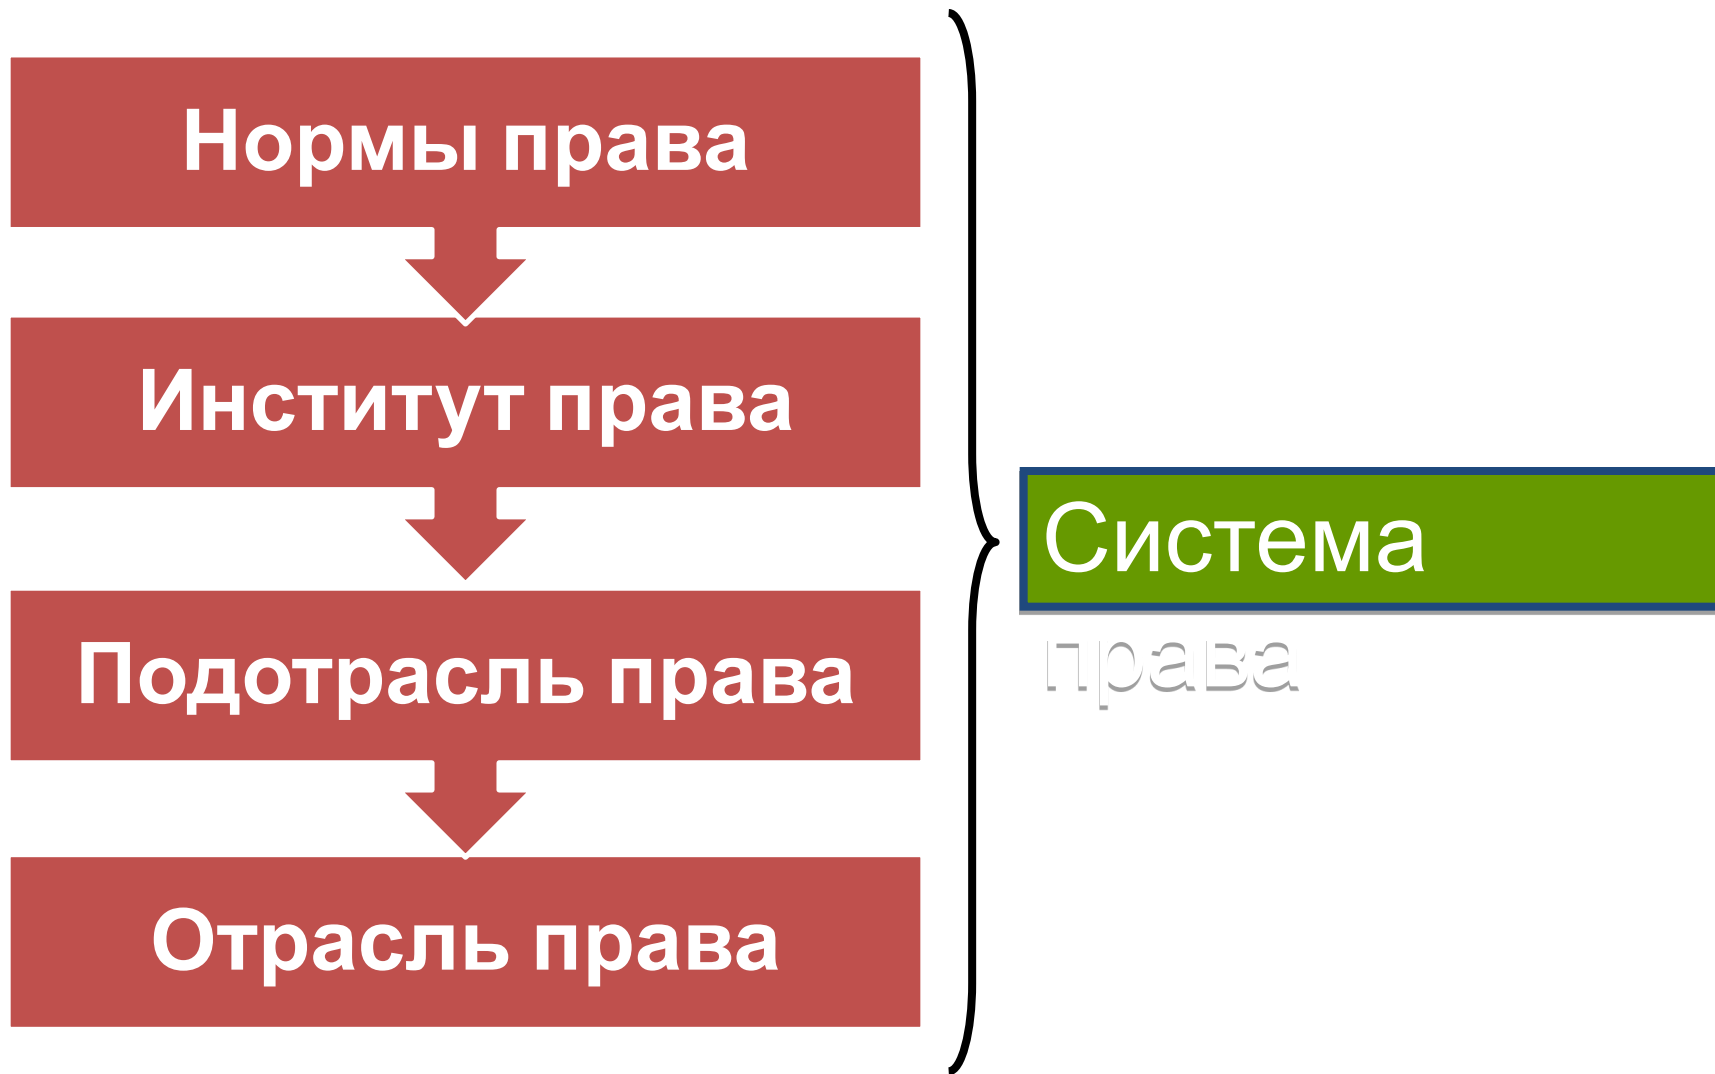 Нормы права
Институт права
Подотрасль права
Отрасль права
Система
права